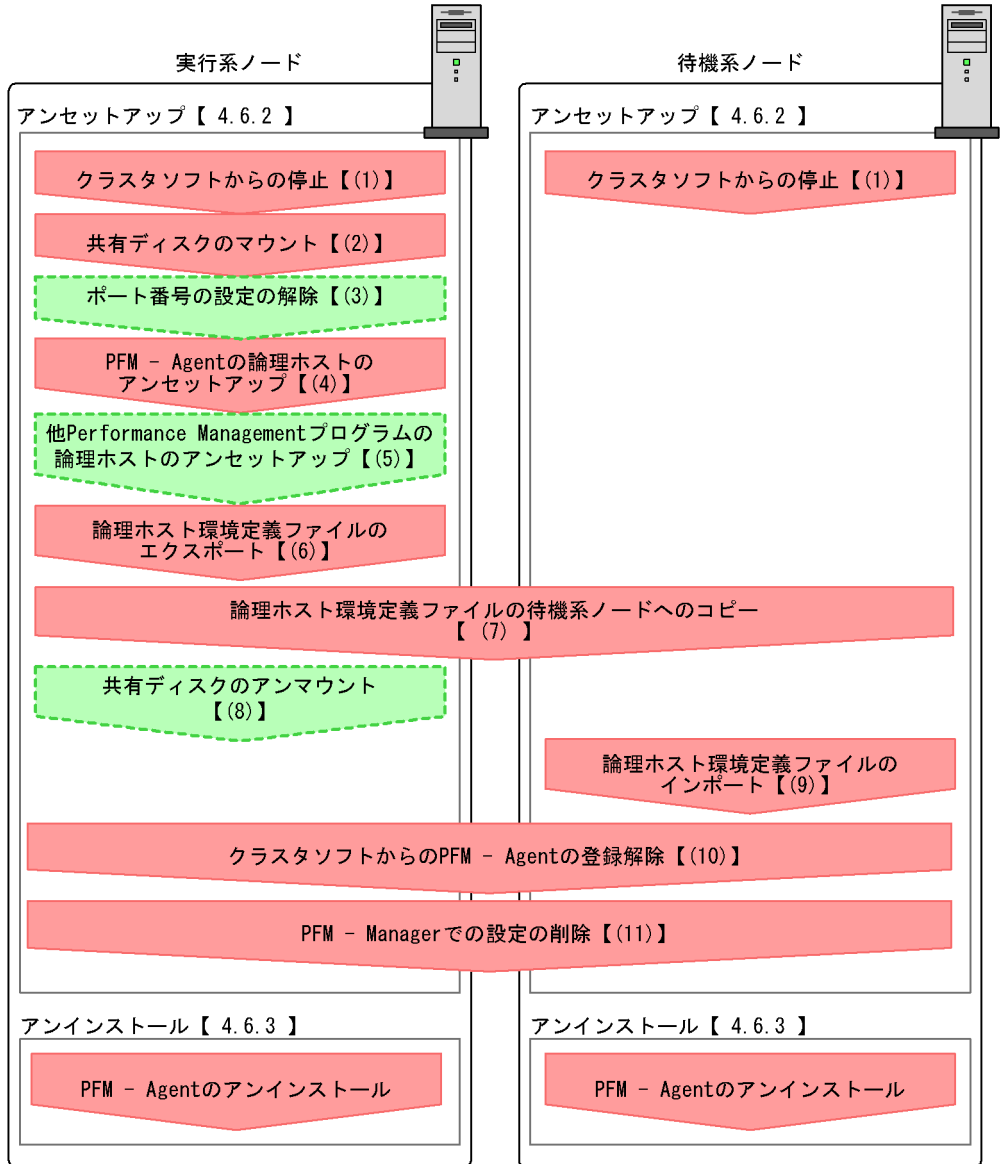 実行系ノード
待機系ノード
アンセットアップ【 4.6.2 】
アンセットアップ【 4.6.2 】
クラスタソフトからの停止【(1)】
クラスタソフトからの停止【(1)】
共有ディスクのマウント【(2)】
ポート番号の設定の解除【(3)】
PFM - Agentの論理ホストの
アンセットアップ【(4)】
他Performance Managementプログラムの
論理ホストのアンセットアップ【(5)】
論理ホスト環境定義ファイルの
エクスポート【(6)】
論理ホスト環境定義ファイルの待機系ノードへのコピー
【 (7) 】
共有ディスクのアンマウント
【(8)】
論理ホスト環境定義ファイルの
インポート【(9)】
クラスタソフトからのPFM - Agentの登録解除【(10)】
PFM - Managerでの設定の削除【(11)】
アンインストール【 4.6.3 】
アンインストール【 4.6.3 】
PFM - Agentのアンインストール
PFM - Agentのアンインストール